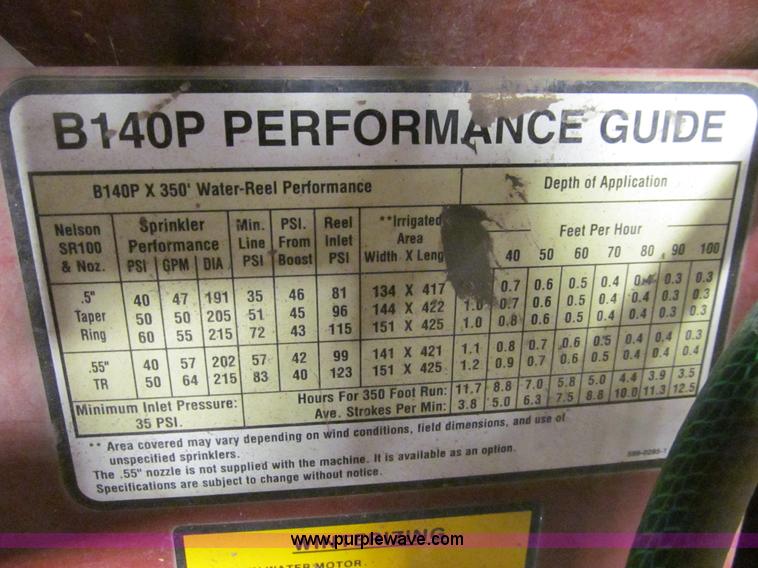 B140P PERFORMANCE GUIDE
B140P X 350' Water-Reel Performance Depth of Application
Nelson SR100 & Noz. Sprinkler Performance PSI GPM DIA Min. Line PSI PSI. From Boost Reel Inlet PSI **Irrigated Area Width X Leng Feet Per Hour
40 50 60 70 80 90 100
.5" 40 47 191 35 46 81 134 X 417 0.7 0.6 0.5 0.4 0.4 0.3 0.3
Taper 50 50 205 51 45 96 144 X 422 1.0 0.7 0.6 0.5 0.4 0.4 0.3 0.3
Ring 60 55 215 72 43 115 151 X 425 1.0 0.8 0.6 0.5 0.4 0.4 0.3 0.3
.55" 40 57 202 57 42 99 141 X 421 1.1 0.8 0.7 .0.6 0.5 0.4 0.4 0.3
TR 50 64 215 83 40 123 151 X 425 1.2 0.9 0.7 0.6 0.5 0.4 0.4 0.4
Minimum Inlet Pressure: 35 PSI.
Hours For 350 Foot Run: 11.7 8.8 7.0 5.8 5.0 4.4 3.9 3.5
Ave. Strokes Per Min: 3.8 5.0 6.3 7.5 8.8 10.0 11.3 12.5
** Area covered may vary depending on wind conditions, field dimensions, and use of
unspecified sprinklers.
The .55" nozzle is not supplied with the machine. It is available as an option.
Specifications are subject to change without notice.
www.purplewave.com
WATER MOTOR